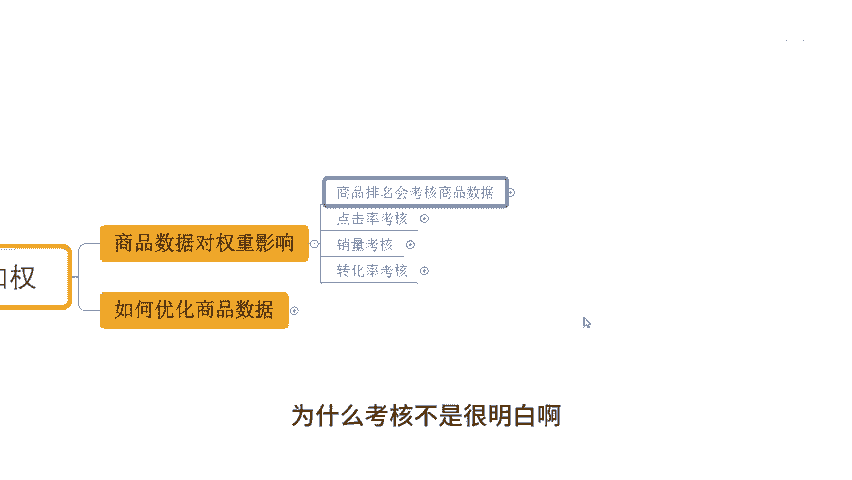 商品排名会考核商品数据
点击率考核
商品数据对权重影响
销量考核
权
转化率考核
如何优化商品数据
为什么考核不是很明白啊